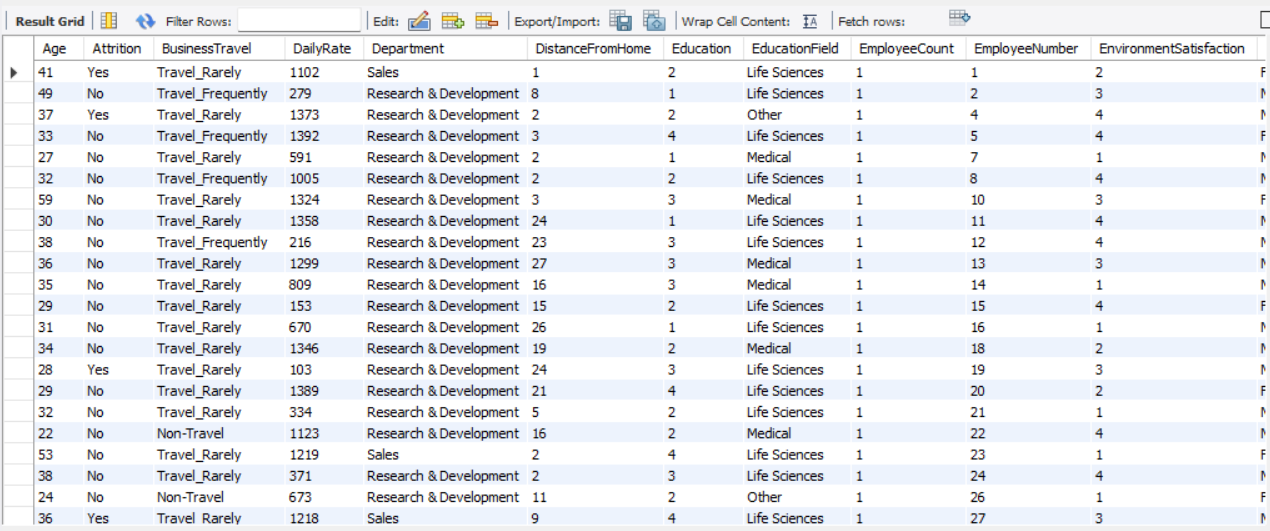 Result Grid Filter Rows: Edit: Export/Import: Wrap Cell Content: Fetch rows:
Age Attrition BusinessTravel DailyRate Department DistanceFromHome Education EducationField EmployeeCount EmployeeNumber EnvironmentSatisfaction
41 Yes Travel_Rarely 1102 Sales 1 2 Life Sciences 1 1 2
49 No Travel_Frequently 279 Research & Development 8 1 Life Sciences 1 2 3
37 Yes Travel_Rarely 1373 Research & Development 2 2 Other 1 4 4
33 No Travel_Frequently 1392 Research & Development 3 4 Life Sciences 1 5 4
27 No Travel_Rarely 591 Research & Development 2 1 Medical 1 7 1
32 No Travel_Frequently 1005 Research & Development 2 2 Life Sciences 1 8 4
59 No Travel_Rarely 1324 Research & Development 3 3 Medical 1 10 3
30 No Travel_Rarely 1358 Research & Development 24 1 Life Sciences 1 11 4
38 No Travel_Frequently 216 Research & Development 23 3 Life Sciences 1 12 4
36 No Travel_Rarely 1299 Research & Development 27 3 Medical 1 13 3
35 No Travel_Rarely 809 Research & Development 16 3 Medical 1 14 1
29 No Travel_Rarely 153 Research & Development 15 2 Life Sciences 1 15 4
31 No Travel_Rarely 670 Research & Development 26 1 Life Sciences 1 16 1
34 No Travel_Rarely 1346 Research & Development 19 2 Medical 1 18 2
28 Yes Travel_Rarely 103 Research & Development 24 3 Life Sciences 1 19 3
29 No Travel_Rarely 1389 Research & Development 21 4 Life Sciences 1 20 2
32 No Travel_Rarely 334 Research & Development 5 2 Life Sciences 1 21 1
22 No Non-Travel 1123 Research & Development 16 2 Medical 1 22 4
53 No Travel_Rarely 1219 Sales 2 4 Life Sciences 1 23 1
38 No Travel_Rarely 371 Research & Development 2 3 Life Sciences 1 24 4
24 No Non-Travel 673 Research & Development 11 2 Other 1 26 1
36 Yes Travel_Rarely 1218 Sales 9 4 Life Sciences 1 27 3